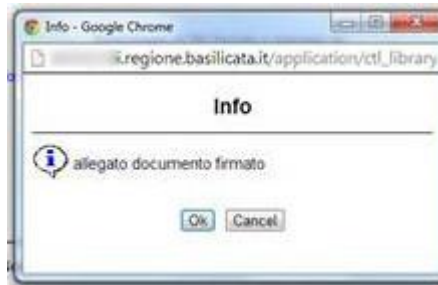 Info - Google Chrome
i.regione.basilicata.it/application/ctl_library
Info
allegato documento firmato
Ok Cancel